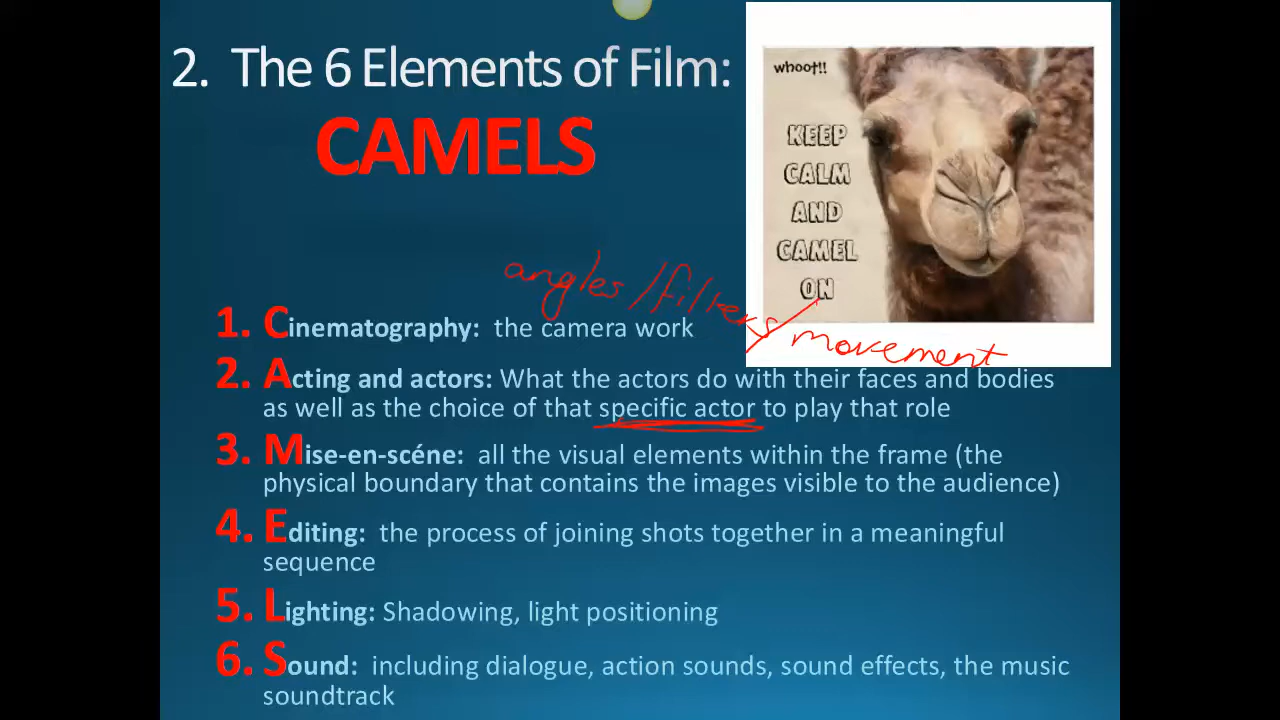 2. The 6 Elements of Film:
CAMELS
whoot!!
KEEP
CALM
AND
CAMEL
ON
angles/filters/movement
1. Cinematography: the camera work
2. Acting and actors: What the actors do with their faces and bodies
as well as the choice of that specific actor to play that role
3. Mise-en-scéne: all the visual elements within the frame (the
physical boundary that contains the images visible to the audience)
4. Editing: the process of joining shots together in a meaningful
sequence
5. Lighting: Shadowing, light positioning
6. Sound: including dialogue, action sounds, sound effects, the music
soundtrack